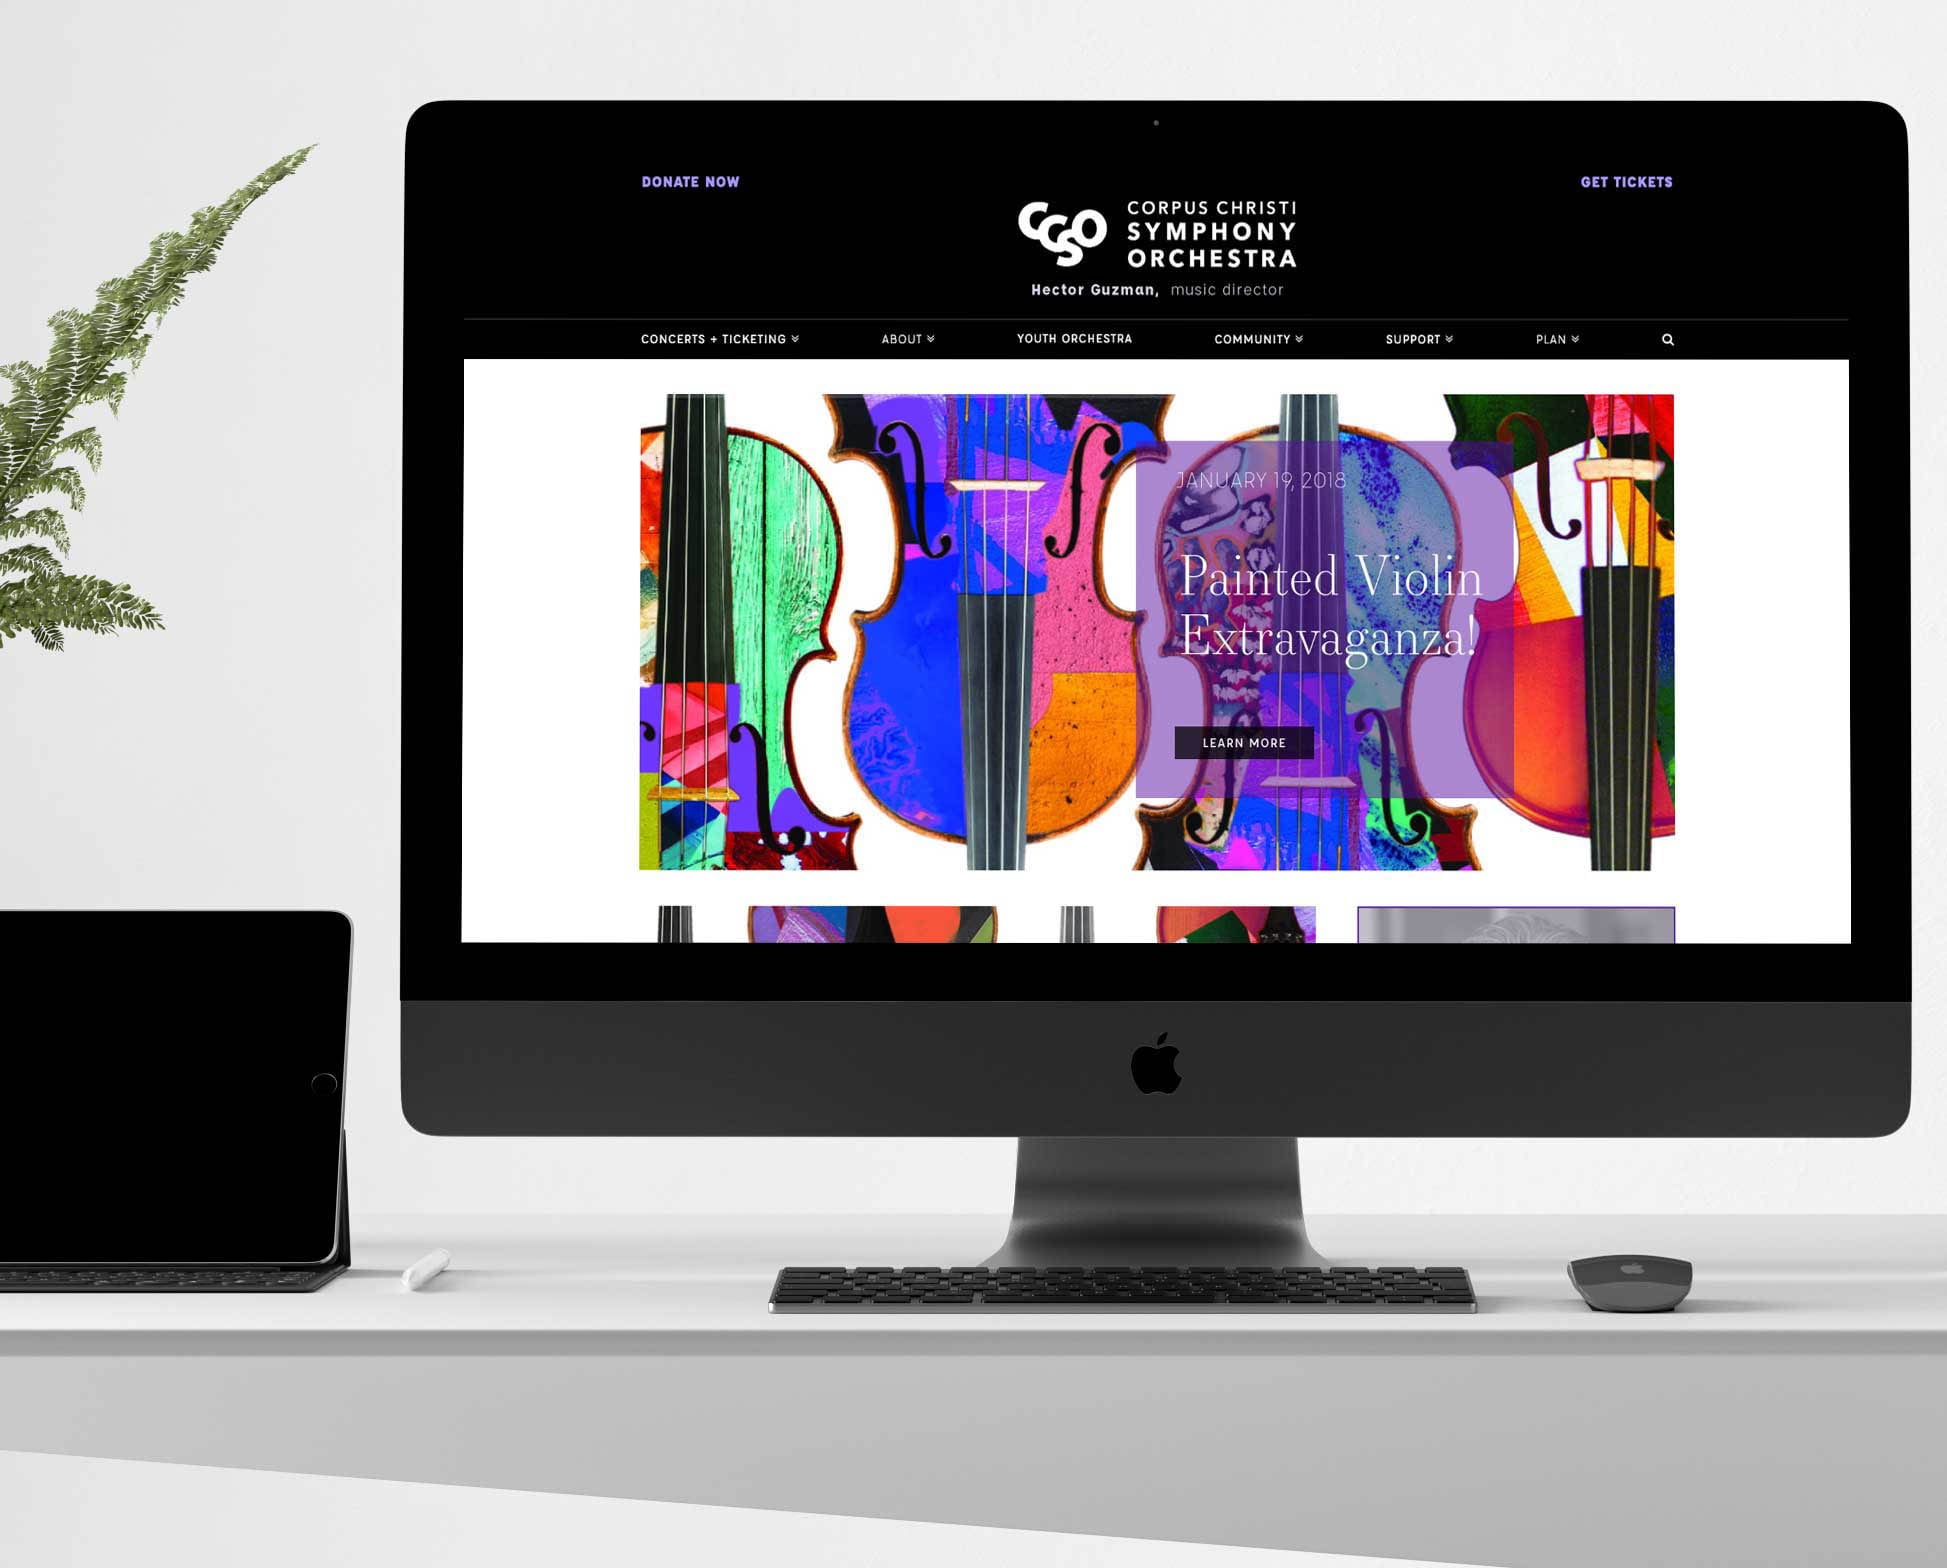 DONATE NOW
GET TICKETS
CCSO
CORPUS CHRISTI
SYMPHONY
ORCHESTRA
Hector Guzman, music director
CONCERTS + TICKETING ABOUT YOUTH ORCHESTRA COMMUNITY SUPPORT PLAN
JANUARY 19, 2018
Painted Violin
Extravaganza!
LEARN MORE